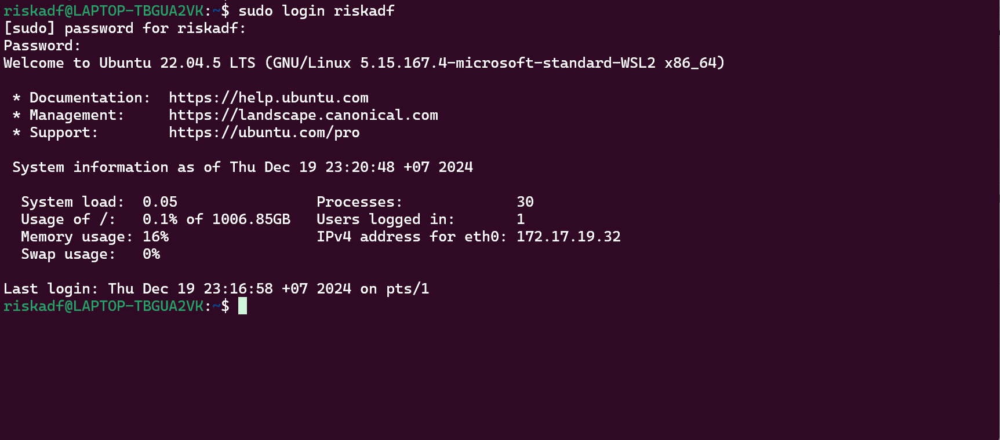 riskadf@LAPTOP-TBGUA2VK:~$ sudo login riskadf
[sudo] password for riskadf:
Password:
Welcome to Ubuntu 22.04.5 LTS (GNU/Linux 5.15.167.4-microsoft-standard-WSL2 x86_64)
* Documentation:  https://help.ubuntu.com
* Management:     https://landscape.canonical.com
* Support:        https://ubuntu.com/pro
System information as of Thu Dec 19 23:20:48 +07 2024
System load:  0.05                Processes:             30
Usage of /:   0.1% of 1006.85GB   Users logged in:       1
Memory usage: 16%                 IPv4 address for eth0: 172.17.19.32
Swap usage:   0%
Last login: Thu Dec 19 23:16:58 +07 2024 on pts/1
riskadf@LAPTOP-TBGUA2VK:~$